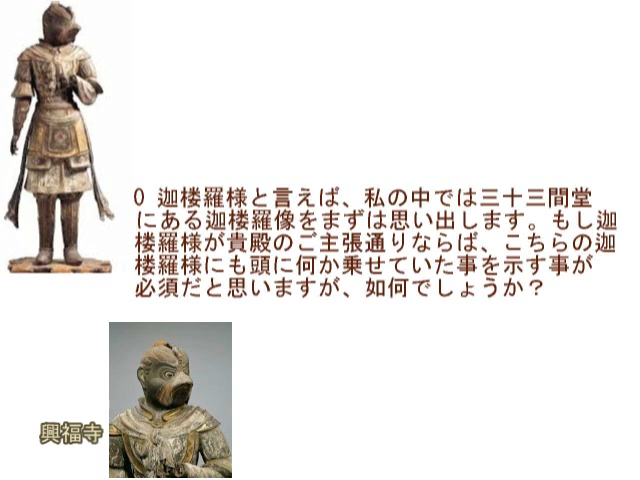 0 迦楼羅様と言えば、私の中では三十三間堂
にある迦楼羅像をまずは思い出します。もし迦
楼羅様が貴殿のご主張通りならば、こちらの迦
楼羅様にも頭に何か乗せていた事を示す事が
必須だと思いますが、如何でしょうか？
興福寺